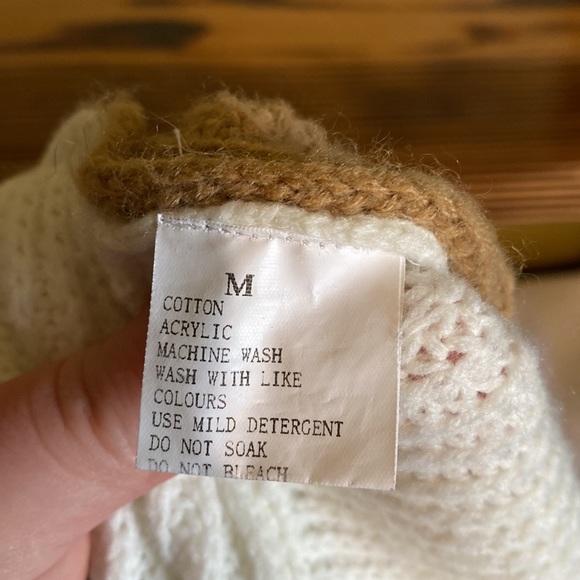 M
COTTON
ACRYLIC
MACHINE WASH
WASH WITH LIKE
COLOURS
USE MILD DETERGENT
DO NOT SOAK
DO NOT BLEACH